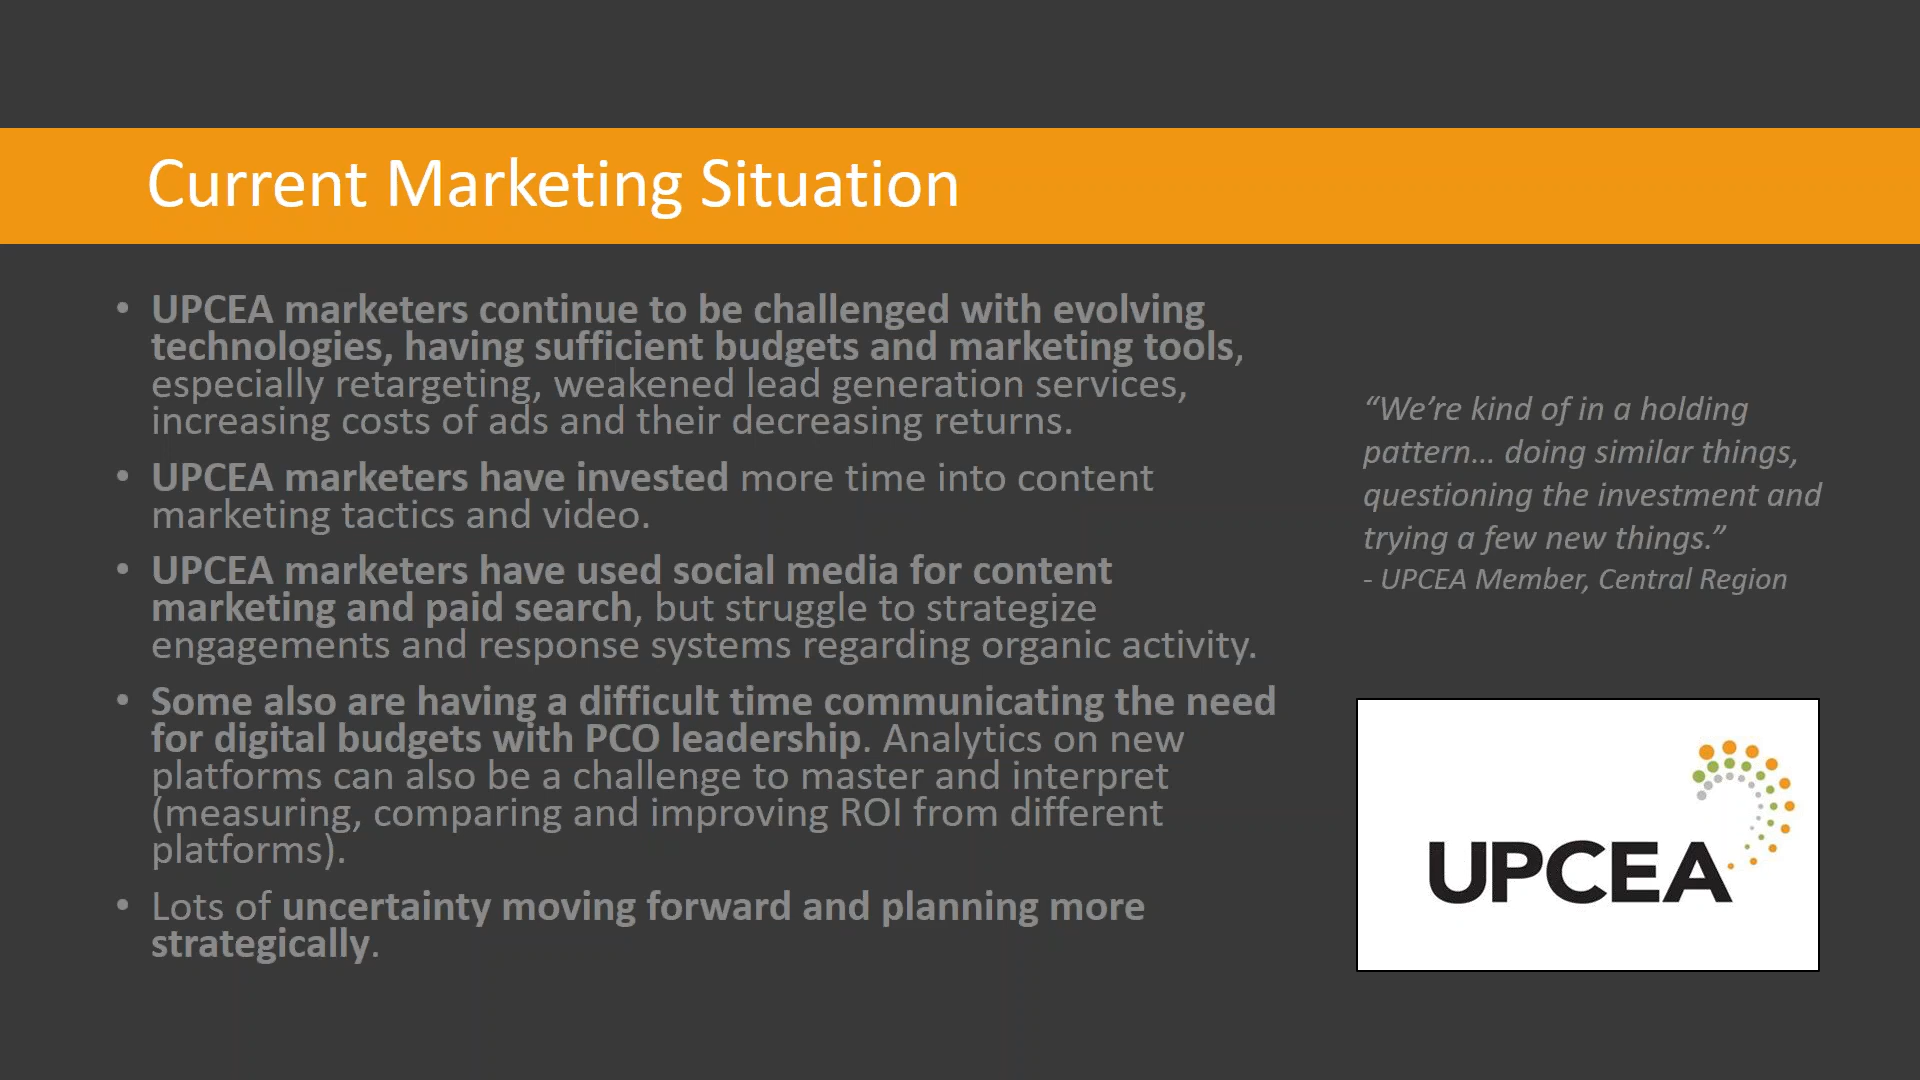 Current Marketing Situation
• UPCEA marketers continue to be challenged with evolving
technologies, having sufficient budgets and marketing tools,
especially retargeting, weakened lead generation services,
increasing costs of ads and their decreasing returns.
• UPCEA marketers have invested more time into content
marketing tactics and video.
• UPCEA marketers have used social media for content
marketing and paid search, but struggle to strategize
engagements and response systems regarding organic activity.
• Some also are having a difficult time communicating the need
for digital budgets with PCO leadership. Analytics on new
platforms can also be a challenge to master and interpret
(measuring, comparing and improving ROI from different
platforms).
• Lots of uncertainty moving forward and planning more
strategically.
“We’re kind of in a holding
pattern… doing similar things,
questioning the investment and
trying a few new things.”
- UPCEA Member, Central Region
UPCEA